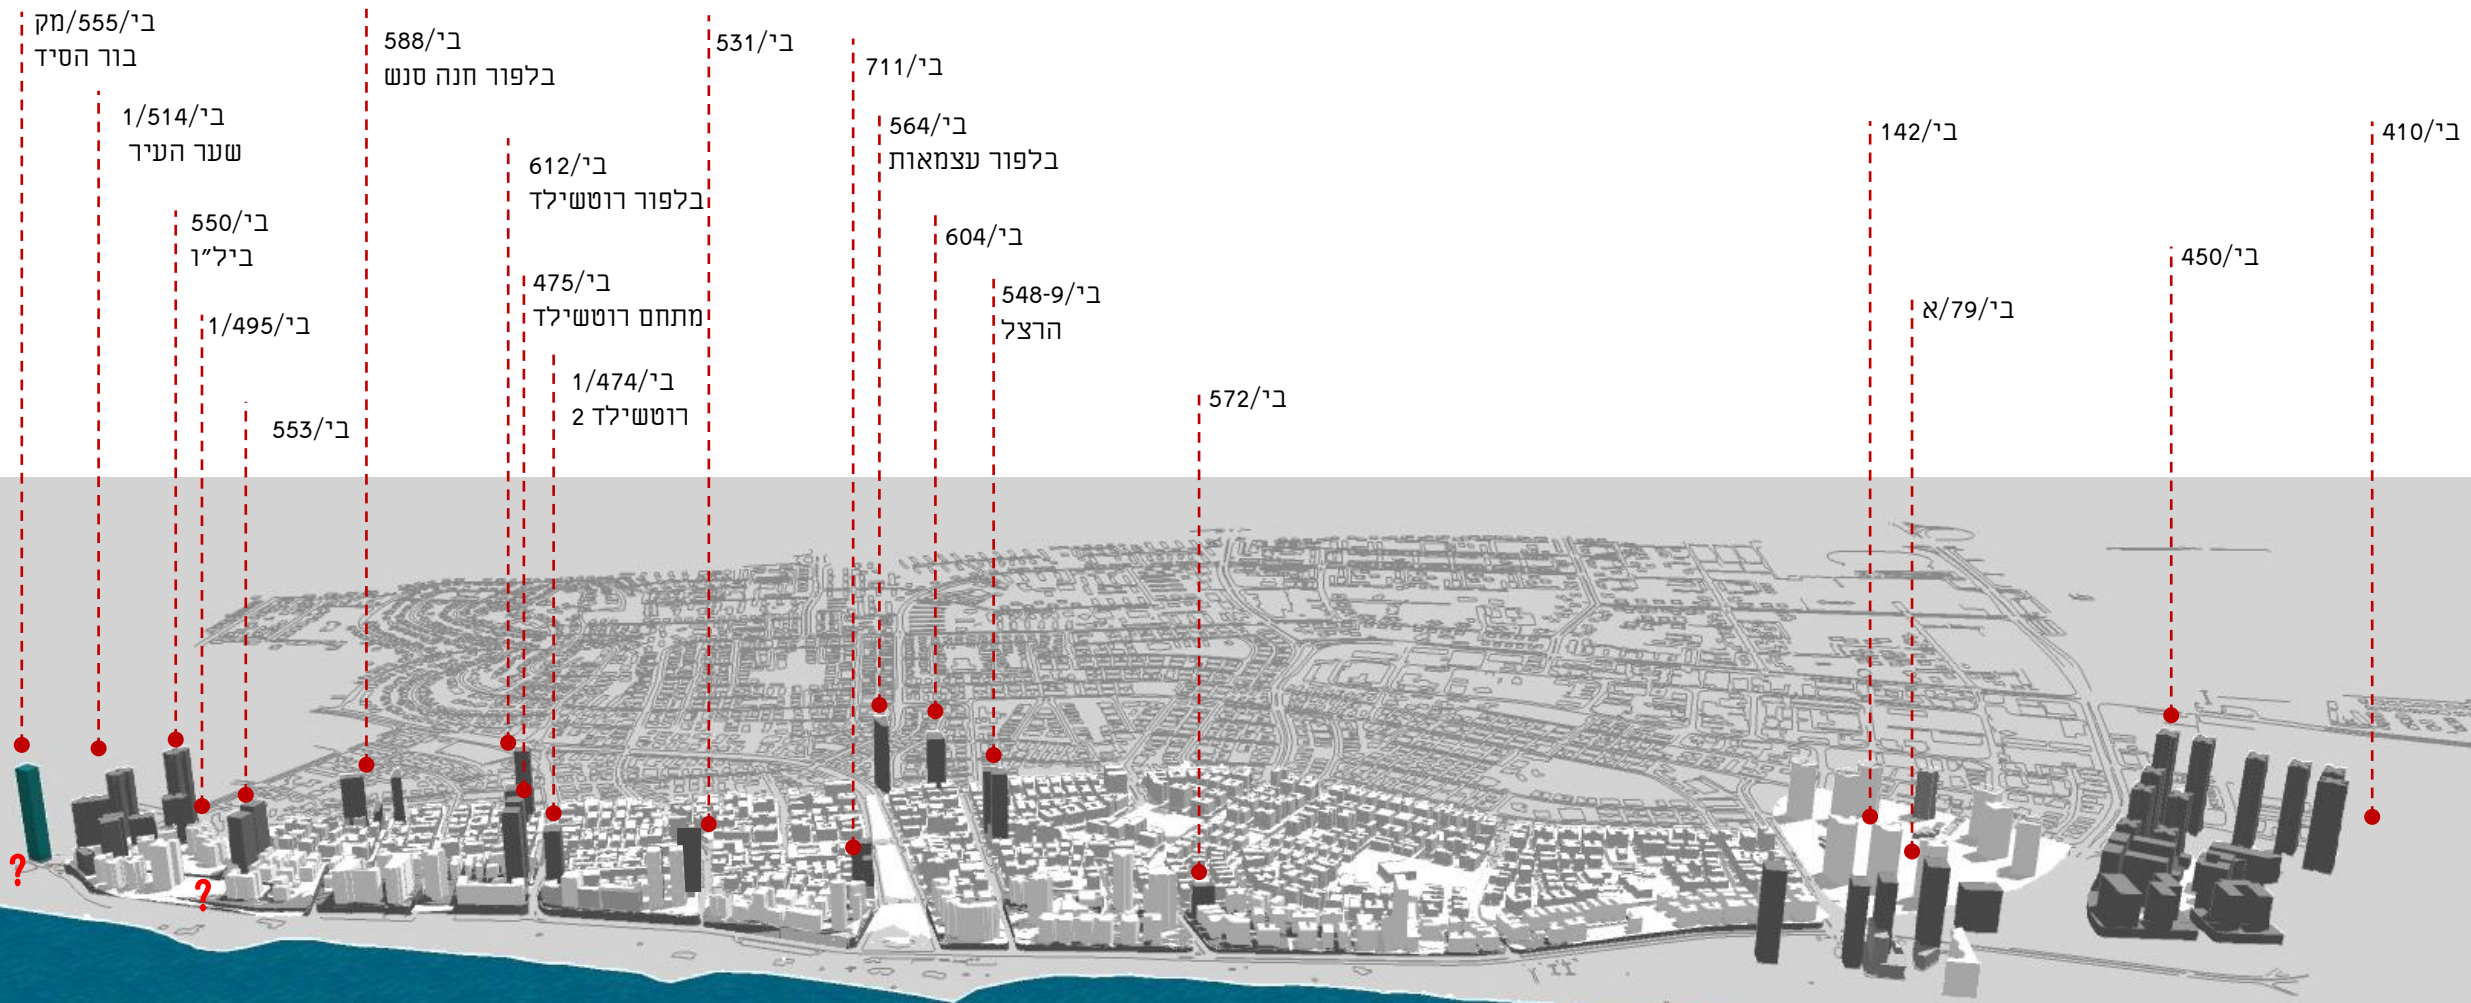 בי/555/מק
בור הסיד
בי/514/1
שער העיר
בי/550
ביל״ו
בי/495/1
בי/553
בי/588
בלפור חנה סנש
בי/612
בלפור רוטשילד
בי/475
מתחם רוטשילד
בי/474/1
רוטשילד 2
בי/531
בי/711
בי/564
בלפור עצמאות
בי/604
בי/548-9
הרצל
בי/572
בי/142
בי/79/א
בי/450
בי/410
?
?